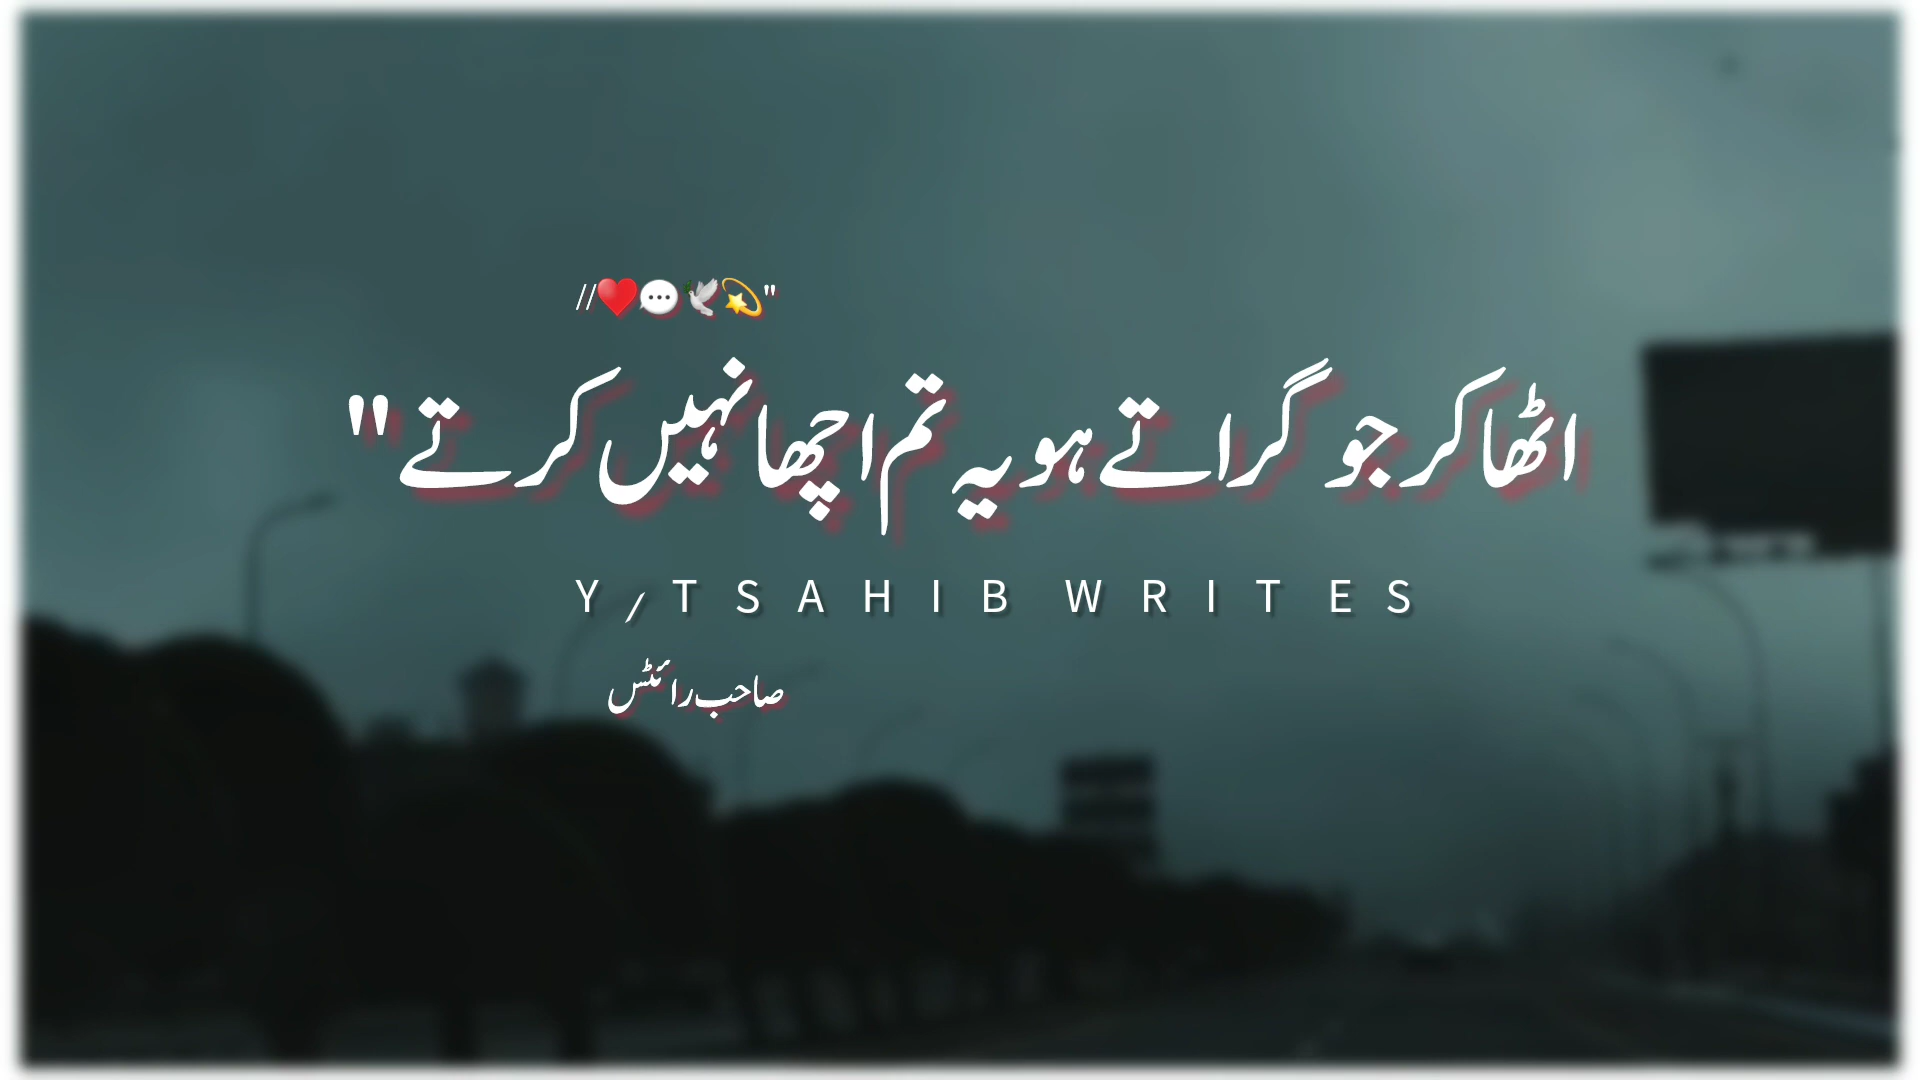 //❤️💬🕊️💫"
اٹھا کر جو گراتے ہو یہ تم اچھا نہیں کرتے"
Y/T SAHIB WRITES
صاحب رائٹس